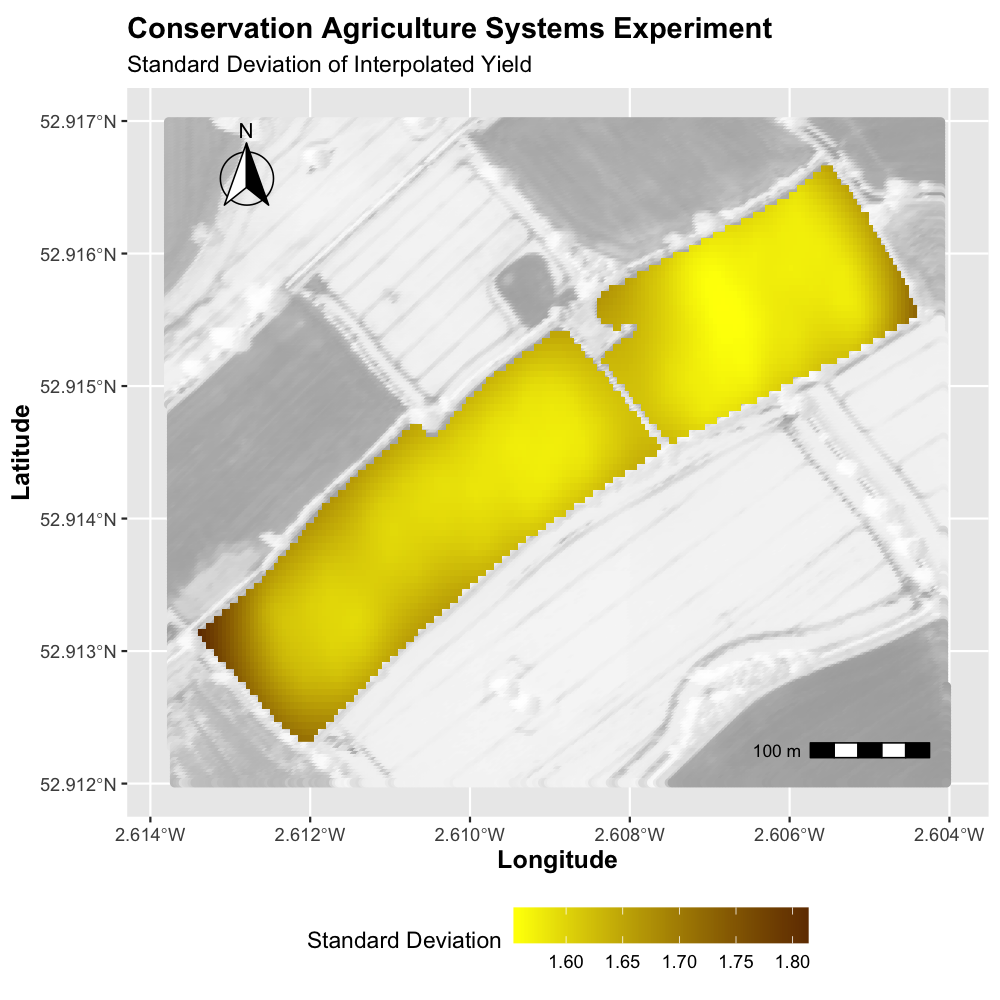 Conservation Agriculture Systems Experiment
Standard Deviation of Interpolated Yield
52.917°N
52.916°N
52.915°N
52.914°N
52.913°N
52.912°N
Latitude
N
100 m
2.614°W 2.612°W 2.610°W 2.608°W 2.606°W 2.604°W
Longitude
Standard Deviation
1.60 1.65 1.70 1.75 1.80